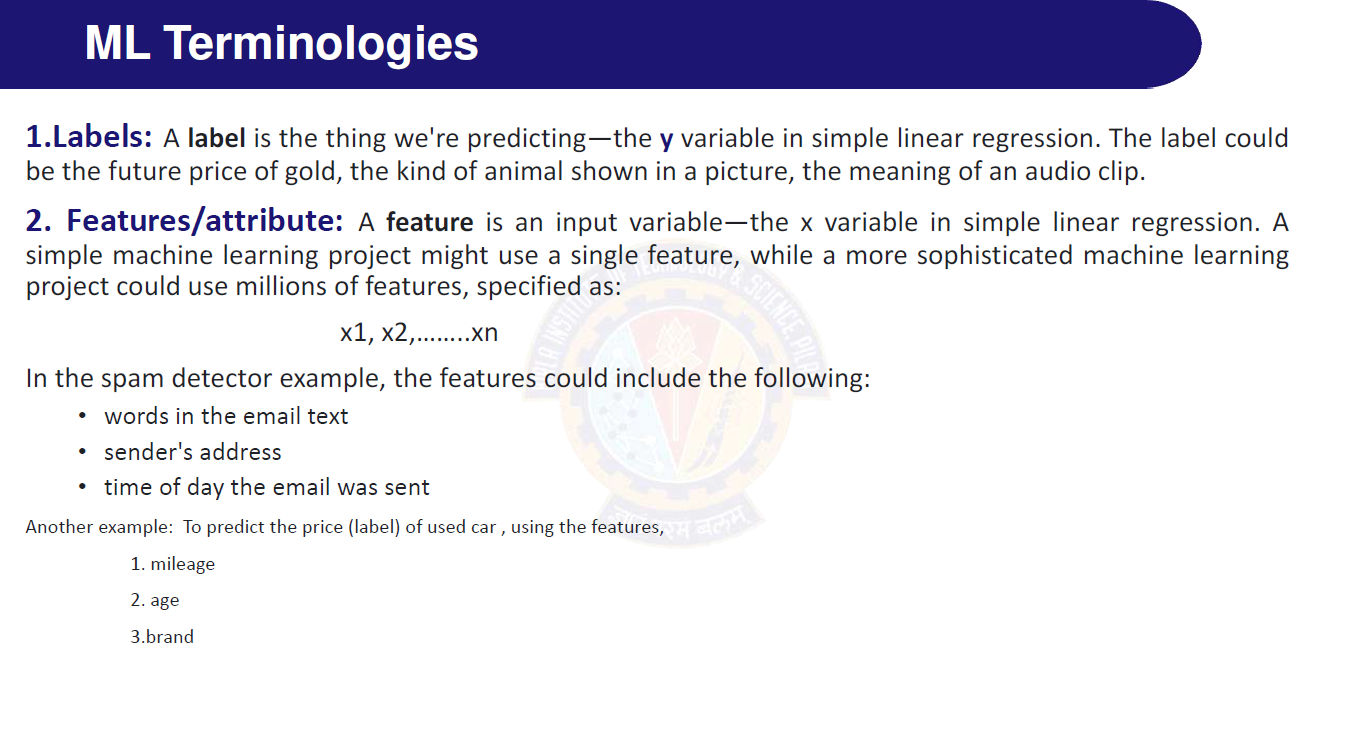 ML Terminologies
1.Labels: A label is the thing we're predicting—the y variable in simple linear regression. The label could
be the future price of gold, the kind of animal shown in a picture, the meaning of an audio clip.
2. Features/attribute: A feature is an input variable—the x variable in simple linear regression. A
simple machine learning project might use a single feature, while a more sophisticated machine learning
project could use millions of features, specified as:
x1, x2,........xn
In the spam detector example, the features could include the following:
• words in the email text
• sender's address
• time of day the email was sent
Another example: To predict the price (label) of used car , using the features,
1. mileage
2. age
3.brand